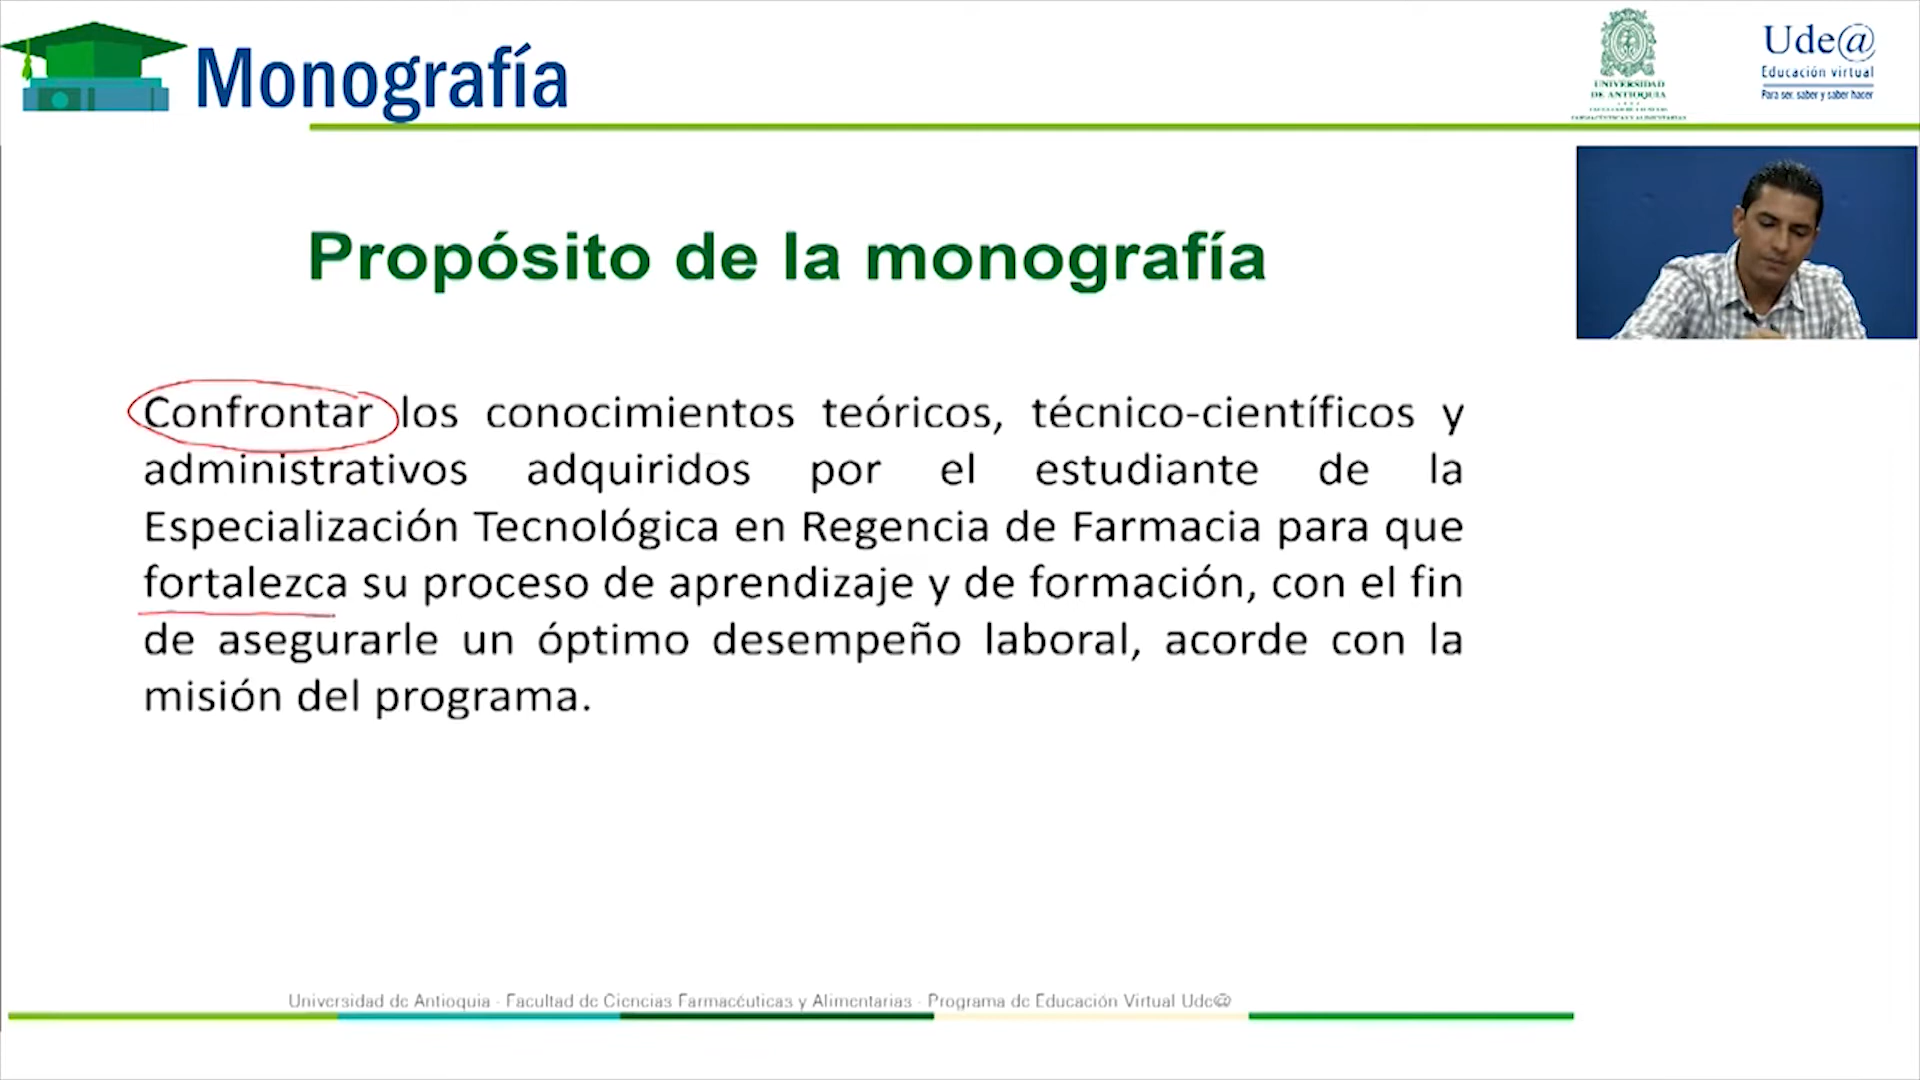 Monografía
UNIVERSIDAD
DE ANTIOQUIA
Ude@
Educación virtual
Para ser, saber y saber hacer
Propósito de la monografía
Confrontar los conocimientos teóricos, técnico-científicos y
administrativos adquiridos por el estudiante de la
Especialización Tecnológica en Regencia de Farmacia para que
fortalezca su proceso de aprendizaje y de formación, con el fin
de asegurarle un óptimo desempeño laboral, acorde con la
misión del programa.
Universidad de Antioquia - Facultad de Ciencias Farmacéuticas y Alimentarias - Programa de Educación Virtual Ude@